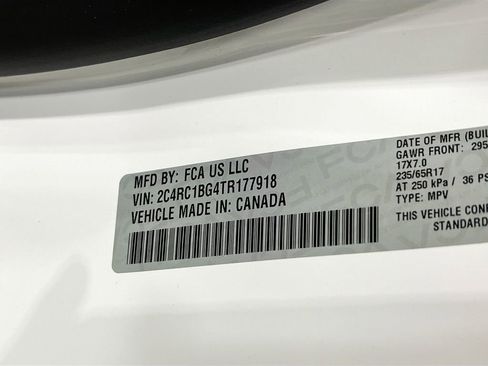 MFD BY: FCA US LLC
VIN: 2C4RC1BG4TR177918
VEHICLE MADE IN: CANADA
DATE OF MFR (BUIL
GAWR FRONT: 295
17X7.0
235/65R17
AT 250 kPa / 36 PS
TYPE: MPV
THIS VEHICLE CONFE
STANDARD